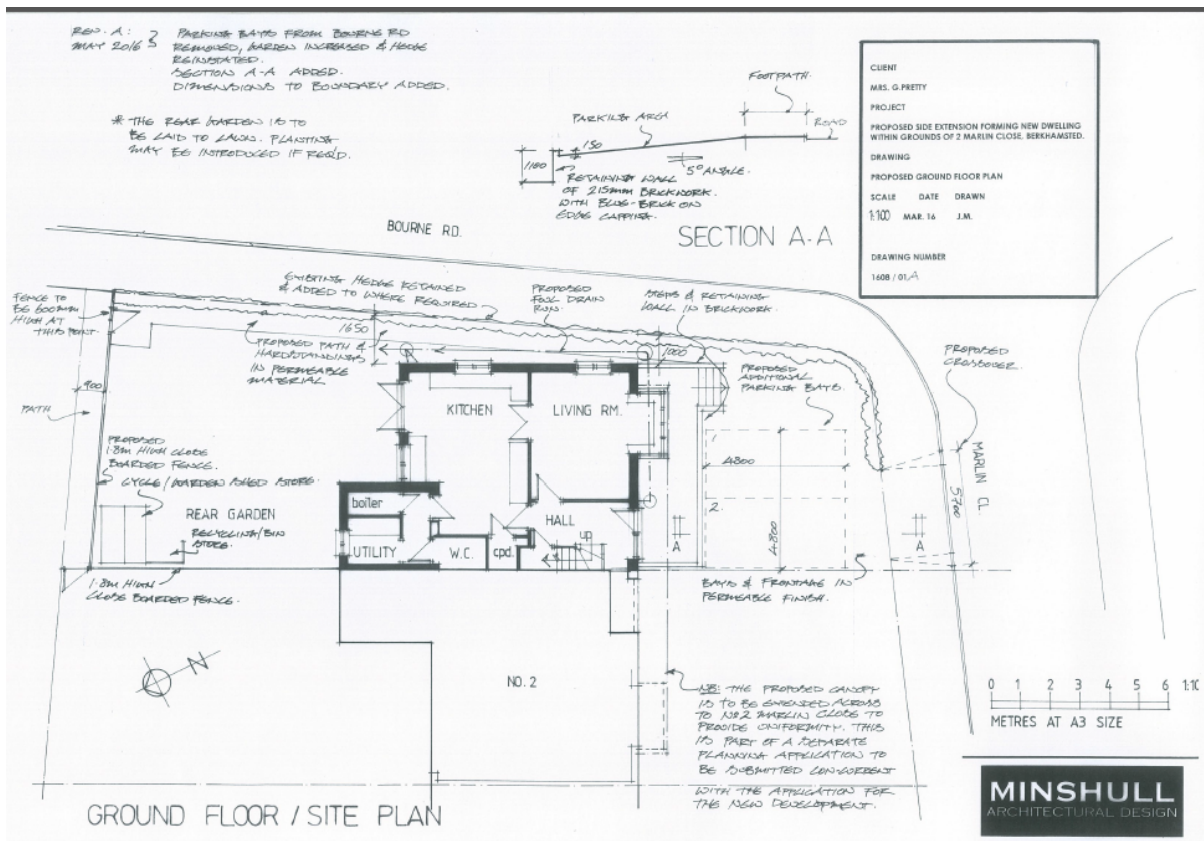 REV. A: PARKING BAYS FROM BOURNE RD
MAY 2016 REMOVED, GARDEN INCREASED & HEDGE
REINSTATED.
SECTION A-A ADDED.
DIMENSIONS TO BOUNDARY ADDED.
* THE REAR GARDEN IS TO
BE LAID TO LAWN. PLANTING
MAY BE INTRODUCED IF REQ'D.
FOOTPATH.
PARKING AREA
ROAD
150
1100
5° ANGLE.
RETAINING WALL
OF 215mm BRICKWORK.
WITH BLUE-BRICK ON
EDGE CAPPING.
SECTION A-A
CLIENT
MRS. G.PRETTY
PROJECT
PROPOSED SIDE EXTENSION FORMING NEW DWELLING
WITHIN GROUNDS OF 2 MARLIN CLOSE, BERKHAMSTED.
DRAWING
PROPOSED GROUND FLOOR PLAN
SCALE DATE DRAWN
1:100 MAR. 16 J.M.
DRAWING NUMBER
1608 / 01.A
BOURNE RD.
EXISTING HEDGE RETAINED
& ADDED TO WHERE REQUIRED
PROPOSED
FOUL DRAIN
RUN.
STEPS & RETAINING
WALL IN BRICKWORK.
FENCE TO
BE 600mm
HIGH AT
THIS POINT.
1650
1000
PROPOSED PATH &
HARDSTANDINGS
IN PERMEABLE
MATERIAL
PROPOSED
ADDITIONAL
PARKING BAYS.
PROPOSED
CROSSOVER.
900
PATH
KITCHEN
LIVING RM.
PROPOSED
1.8m HIGH CLOSE
BOARDED FENCE.
CYCLE/GARDEN SHED STORE.
4800
4800
2.
MARLIN CL.
5700
boiler
REAR GARDEN
RECYCLING/BIN
STORE.
HALL
up
UTILITY
W.C.
cpd.
A
A
1.8m HIGH
CLOSE BOARDED FENCE.
BAYS & FRONTAGE IN
PERMEABLE FINISH.
N
NO. 2
NB: THE PROPOSED CANOPY
IS TO BE EXTENDED ACROSS
TO No2 MARLIN CLOSE TO
PROVIDE UNIFORMITY. THIS
IS PART OF A SEPARATE
PLANNING APPLICATION TO
BE SUBMITTED CON-CURRENT
WITH THE APPLICATION FOR
THE NEW DEVELOPMENT.
0 1 2 3 4 5 6 1:10
METRES AT A3 SIZE
GROUND FLOOR / SITE PLAN
MINSHULL
ARCHITECTURAL DESIGN